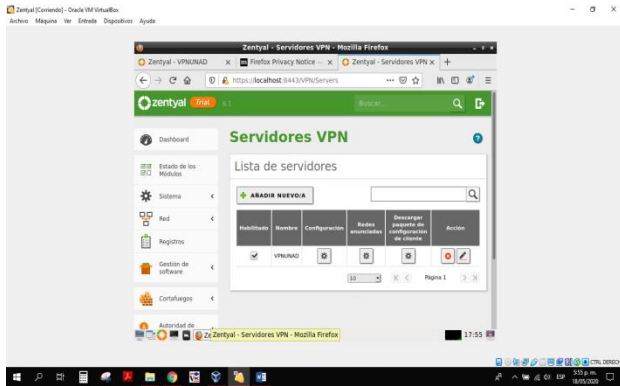 Zentyal [Corriendo] - Oracle VM VirtualBox
Archivo Máquina Ver Entrada Dispositivos Ayuda
Zentyal - Servidores VPN - Mozilla Firefox
Zentyal - VPNUNAD
Firefox Privacy Notice
Zentyal - Servidores VPN
https://localhost:8443/VPN/Servers
zentyal Trial 6.1
Buscar...
Dashboard
Estado de los
Módulos
Sistema
Red
Registros
Gestión de
software
Cortafuegos
Autoridad de
Servidores VPN
Lista de servidores
AÑADIR NUEVO/A
Habilitado Nombre Configuración Redes anunciadas Descargar paquete de configuración de cliente Acción
VPNUNAD
10 Página 1
Zentyal - Servidores VPN - Mozilla Firefox
17:55
CTRL DERECHO
ESP
5:55 p. m.
18/05/2020